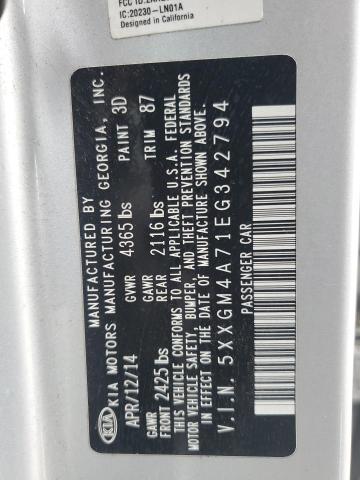 FCC ID:
IC:20230-LN01A
Designed in California
MANUFACTURED BY
KIA KIA MOTORS MANUFACTURING GEORGIA, INC.
APR/12/14 PAINT 3D
GVWR 4365 lbs TRIM 87
GAWR FRONT 2425 lbs GAWR REAR 2116 lbs
THIS VEHICLE CONFORMS TO ALL APPLICABLE U.S.A. FEDERAL
MOTOR VEHICLE SAFETY, BUMPER, AND THEFT PREVENTION STANDARDS
IN EFFECT ON THE DATE OF MANUFACTURE SHOWN ABOVE.
V.I.N. 5XXGM4A71EG342794
PASSENGER CAR